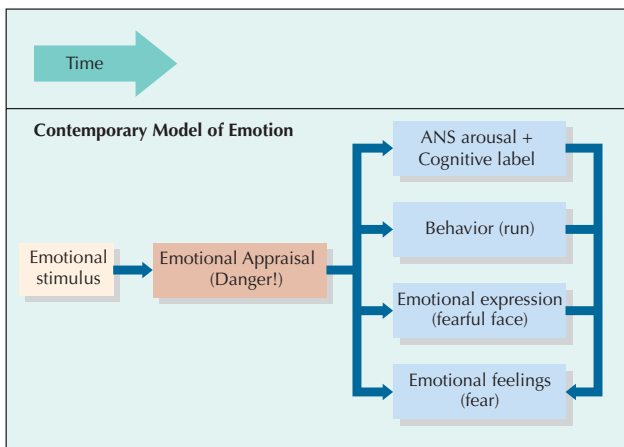 Time
Contemporary Model of Emotion
ANS arousal +
Cognitive label
Behavior (run)
Emotional
stimulus
Emotional Appraisal
(Danger!)
Emotional expression
(fearful face)
Emotional feelings
(fear)